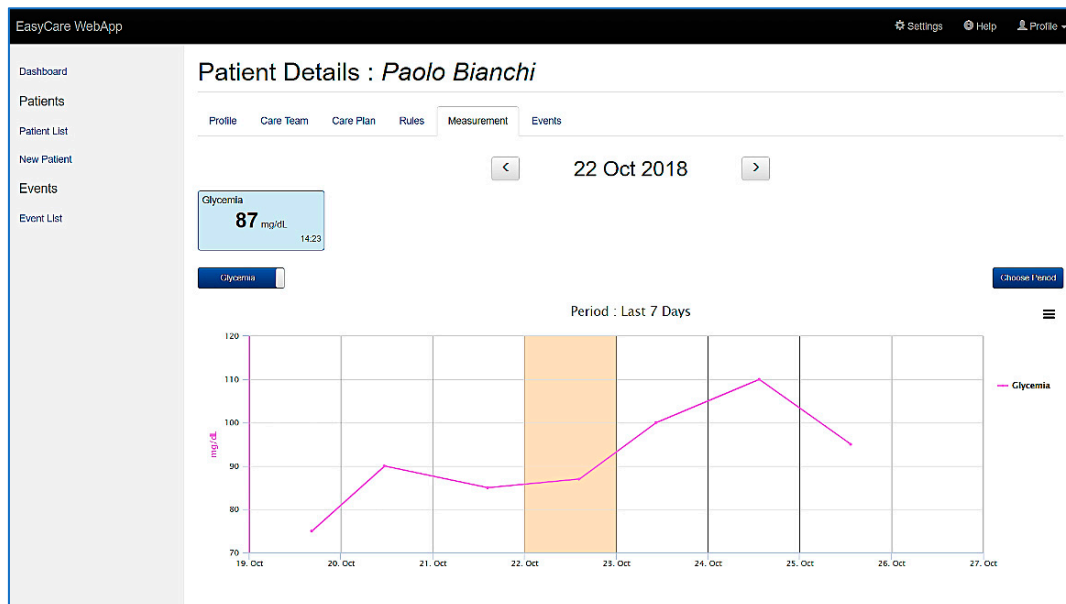 EasyCare WebApp
Settings Help Profile
Dashboard
Patients
Patient List
New Patient
Events
Event List
Patient Details : Paolo Bianchi
Profile Care Team Care Plan Rules Measurement Events
< 22 Oct 2018 >
Glycemia
87 mg/dL
14:23
Glycemia
Choose Period
Period : Last 7 Days
120
110
100
90
80
70
mg/dL
19. Oct 20. Oct 21. Oct 22. Oct 23. Oct 24. Oct 25. Oct 26. Oct 27. Oct
Glycemia